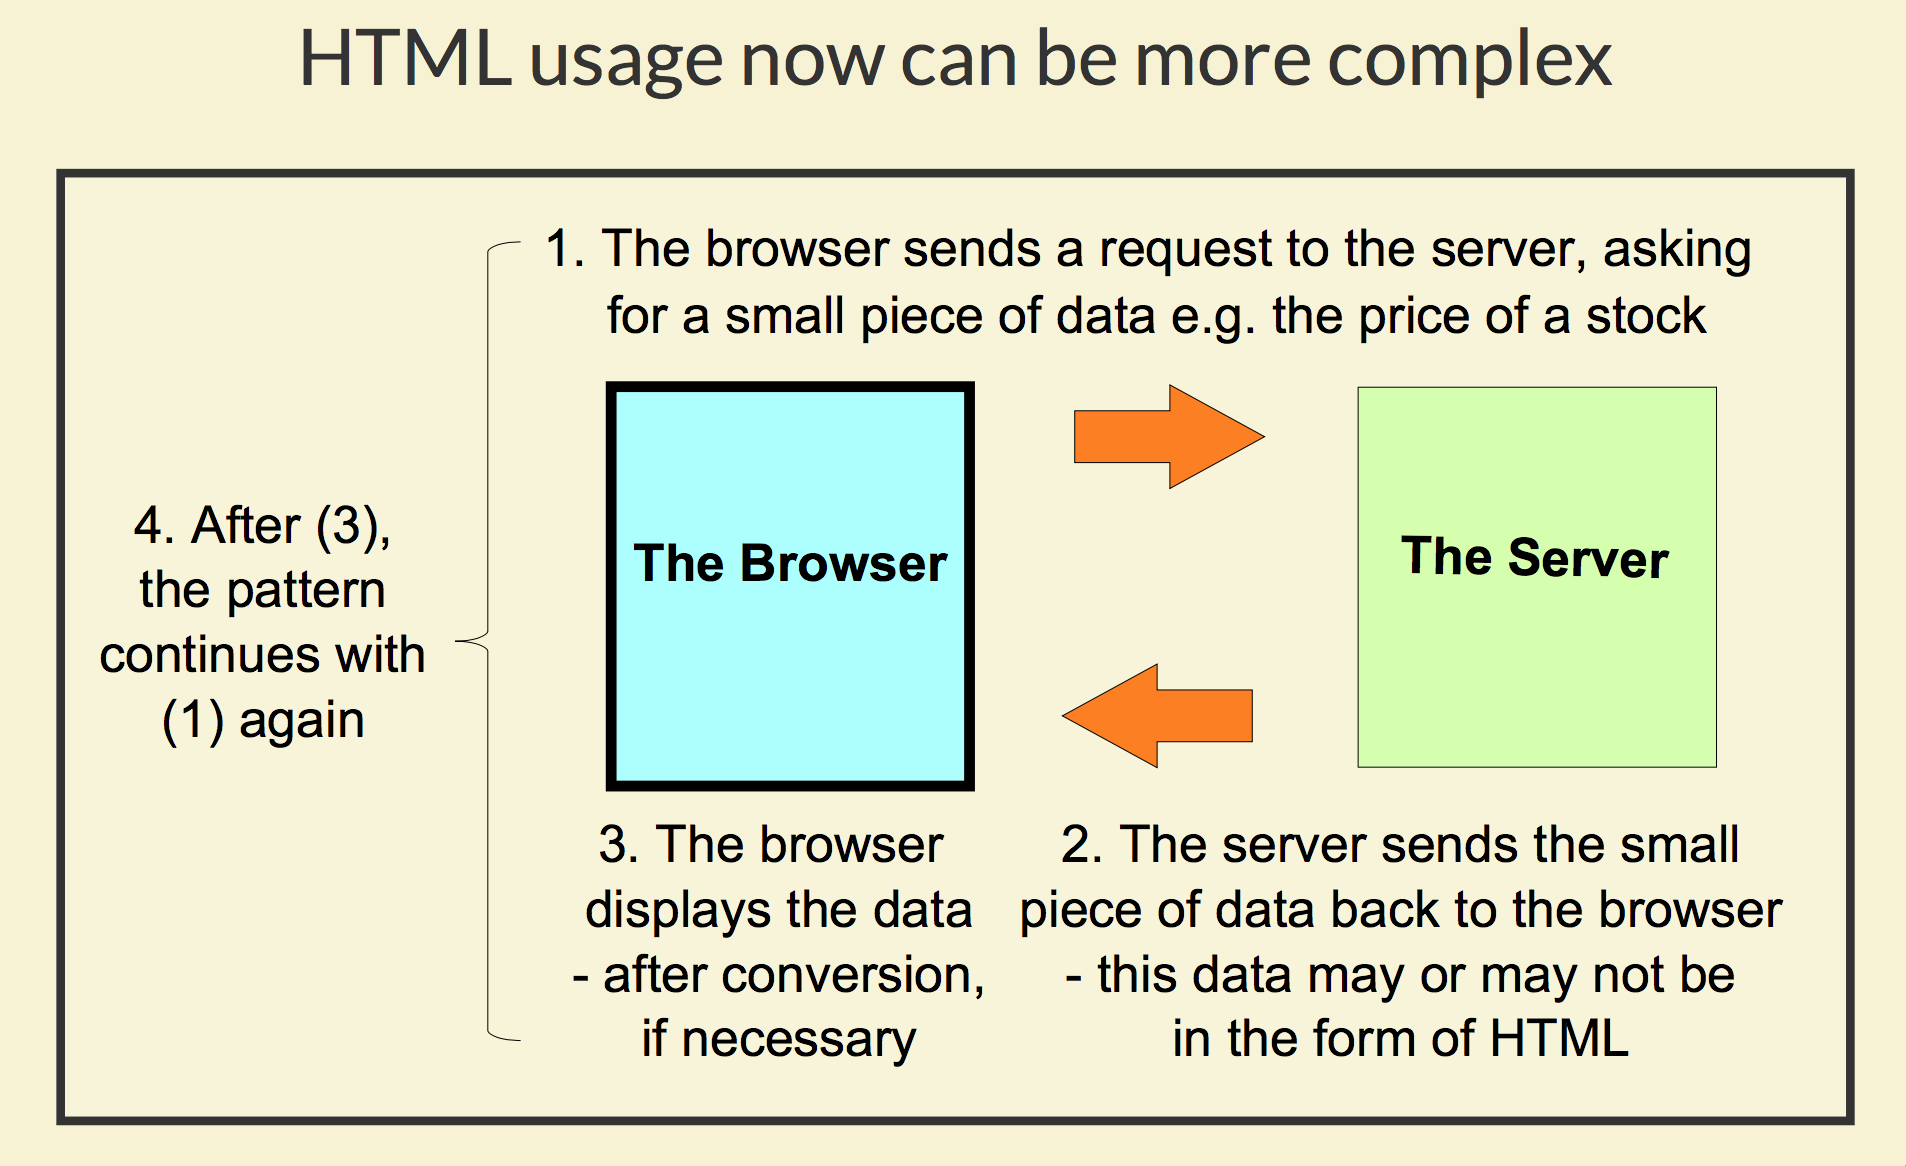 HTML usage now can be more complex
1. The browser sends a request to the server, asking
for a small piece of data e.g. the price of a stock
The Browser
The Server
4. After (3),
the pattern
continues with
(1) again
3. The browser
displays the data
- after conversion,
if necessary
2. The server sends the small
piece of data back to the browser
- this data may or may not be
in the form of HTML